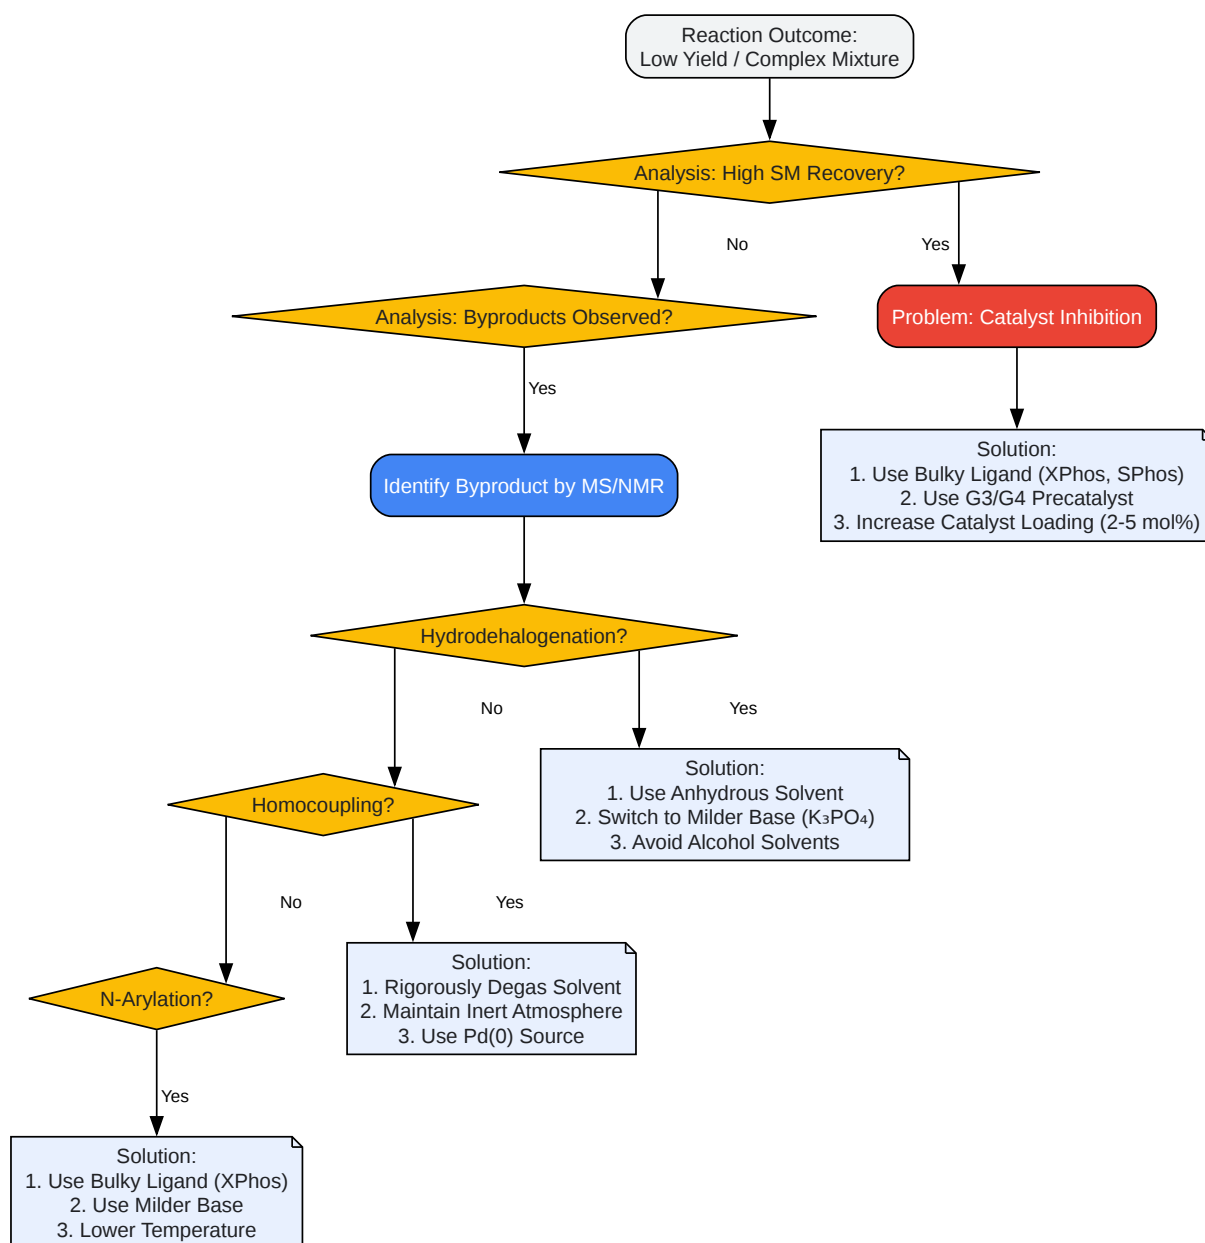 Reaction Outcome:
Low Yield / Complex Mixture
Analysis: High SM Recovery?
No
Yes
Analysis: Byproducts Observed?
Problem: Catalyst Inhibition
Yes
Solution:
1. Use Bulky Ligand (XPhos, SPhos)
2. Use G3/G4 Precatalyst
3. Increase Catalyst Loading (2-5 mol%)
Identify Byproduct by MS/NMR
Hydrodehalogenation?
No
Yes
Solution:
1. Use Anhydrous Solvent
2. Switch to Milder Base (K₃PO₄)
3. Avoid Alcohol Solvents
Homocoupling?
No
Yes
Solution:
1. Rigorously Degas Solvent
2. Maintain Inert Atmosphere
3. Use Pd(0) Source
N-Arylation?
Yes
Solution:
1. Use Bulky Ligand (XPhos)
2. Use Milder Base
3. Lower Temperature